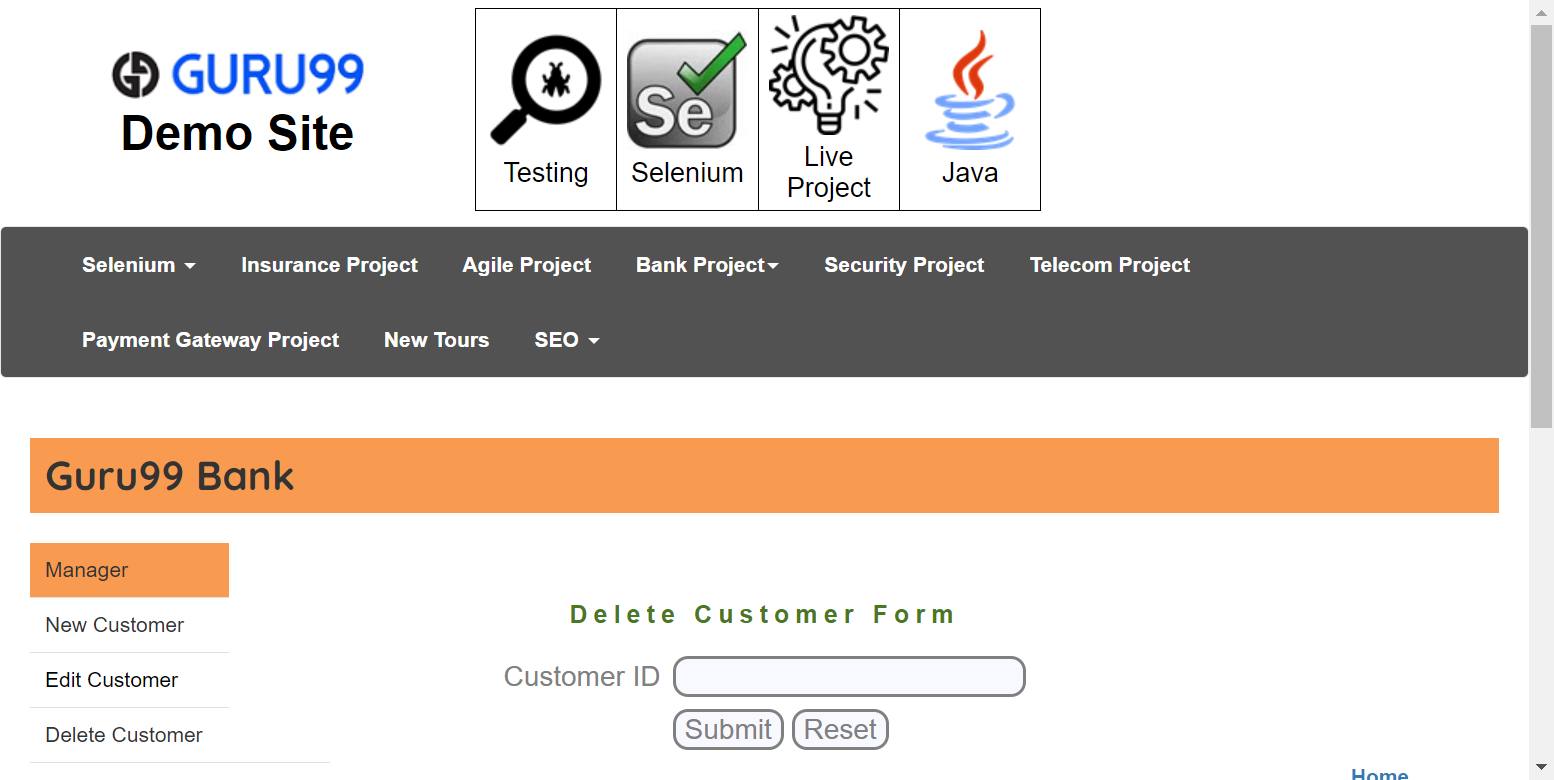 GURU99
Demo Site
Testing
Se
Selenium
Live
Project
Java
Selenium
Insurance Project
Agile Project
Bank Project
Security Project
Telecom Project
Payment Gateway Project
New Tours
SEO
Guru99 Bank
Manager
New Customer
Edit Customer
Delete Customer
Delete Customer Form
Customer ID
Submit
Reset
Home